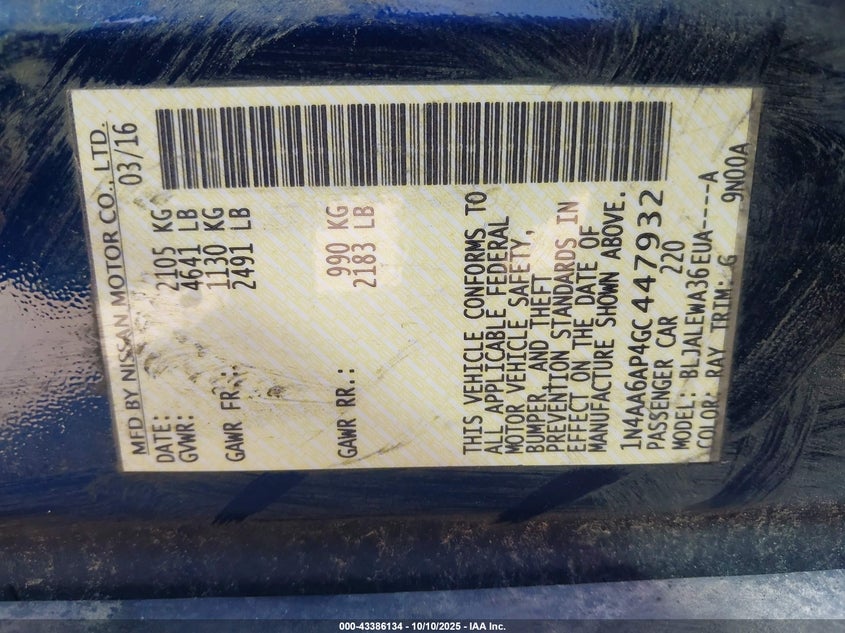 MFD BY NISSAN MOTOR CO., LTD.
DATE: 03/16
GVWR: 2105 KG
4641 LB
GAWR FR.: 1130 KG
2491 LB
GAWR RR.: 990 KG
2183 LB
THIS VEHICLE CONFORMS TO
ALL APPLICABLE FEDERAL
MOTOR VEHICLE SAFETY,
BUMPER, AND THEFT
PREVENTION STANDARDS IN
EFFECT ON THE DATE OF
MANUFACTURE SHOWN ABOVE.
1N4AA6AP4GC447932
PASSENGER CAR 220
MODEL: BLJALEWA36EUA----A
COLOR: RAY TRIM: G 9N00A
000-43386134 - 10/10/2025 - IAA Inc.